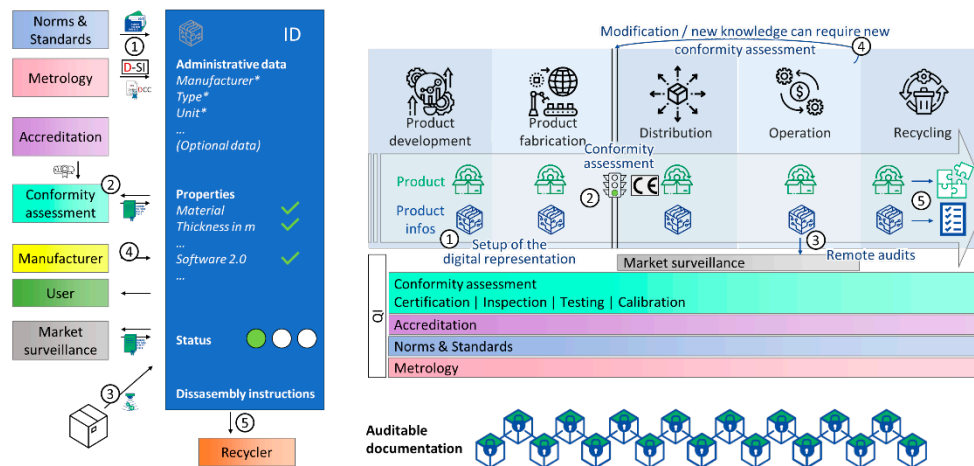 Norms &
Standards
1
Metrology
D-SI
DCC
Accreditation
2
Conformity
assessment
Manufacturer
4
User
Market
surveillance
3
ID
Administrative data
Manufacturer*
Type*
Unit*
...
(Optional data)
Properties
Material
Thickness in m
...
Software 2.0
...
Status
Dissasembly instructions
5
Recycler
Modification / new knowledge can require new
conformity assessment
4
Product
development
Product
fabrication
Distribution
Operation
Recycling
Conformity
assessment
Product
2
CE
5
Product
infos
1
Setup of the
digital representation
3
Remote audits
Market surveillance
QI
Conformity assessment
Certification | Inspection | Testing | Calibration
Accreditation
Norms & Standards
Metrology
Auditable
documentation